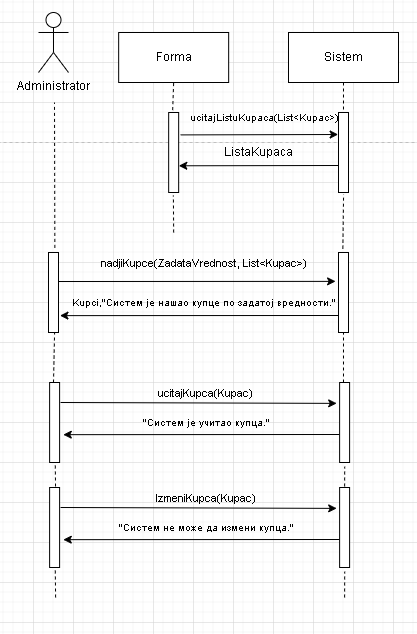 Administrator
Forma
Sistem
ucitajListuKupaca(List<Kupac>)
ListaKupaca
nadjiKupce(ZadataVrednost, List<Kupac>)
Kupci,"Систем је нашао купце по задатој вредности."
ucitajKupca(Kupac)
"Систем је учитао купца."
IzmeniKupca(Kupac)
"Систем не може да измени купца."